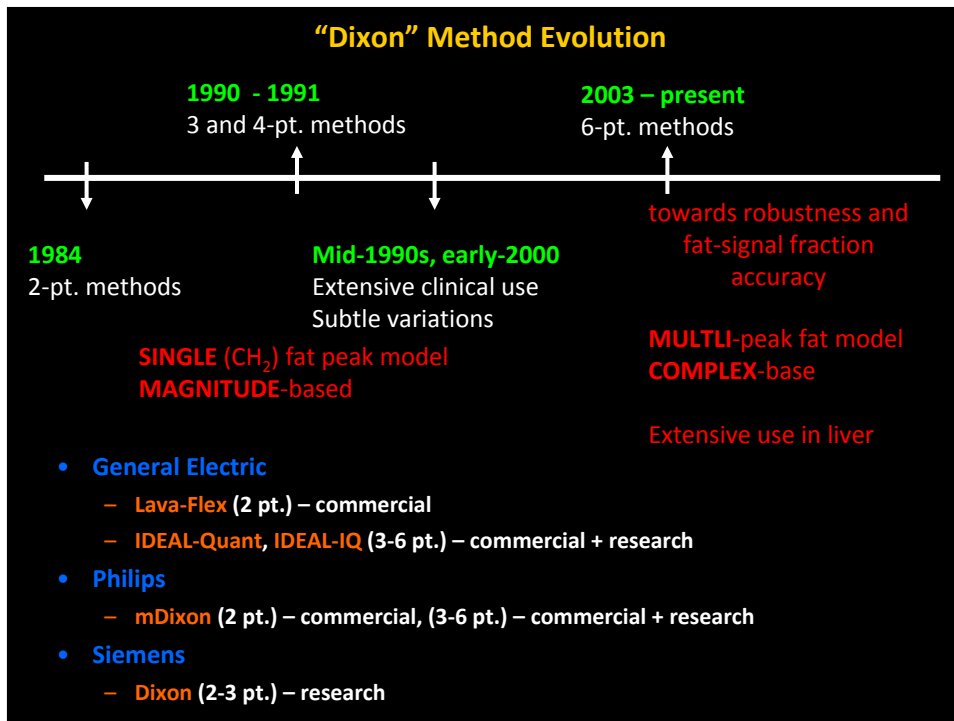 “Dixon” Method Evolution
1990 - 1991
3 and 4-pt. methods
2003 – present
6-pt. methods
1984
2-pt. methods
Mid-1990s, early-2000
Extensive clinical use
Subtle variations
SINGLE (CH₂) fat peak model
MAGNITUDE-based
towards robustness and
fat-signal fraction
accuracy
MULTLI-peak fat model
COMPLEX-base
Extensive use in liver
• General Electric
– Lava-Flex (2 pt.) – commercial
– IDEAL-Quant, IDEAL-IQ (3-6 pt.) – commercial + research
• Philips
– mDixon (2 pt.) – commercial, (3-6 pt.) – commercial + research
• Siemens
– Dixon (2-3 pt.) – research